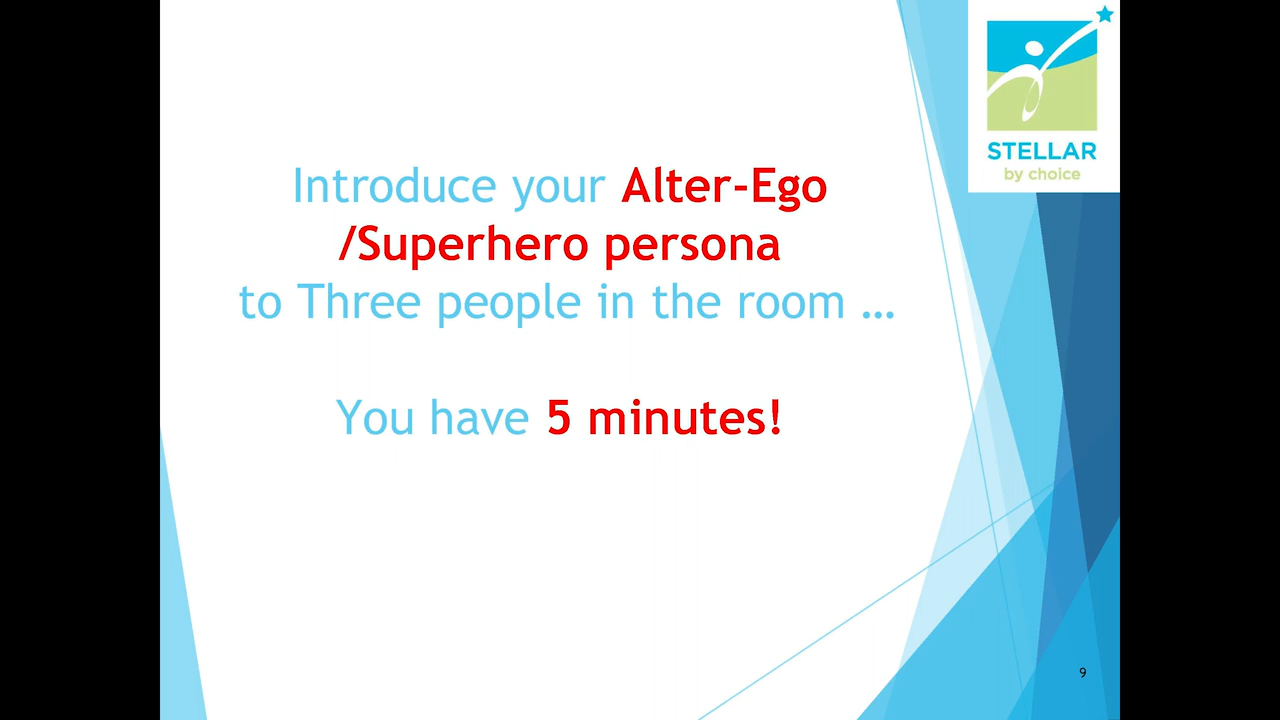 STELLAR
by choice
Introduce your Alter-Ego
/Superhero persona
to Three people in the room …
You have 5 minutes!
9